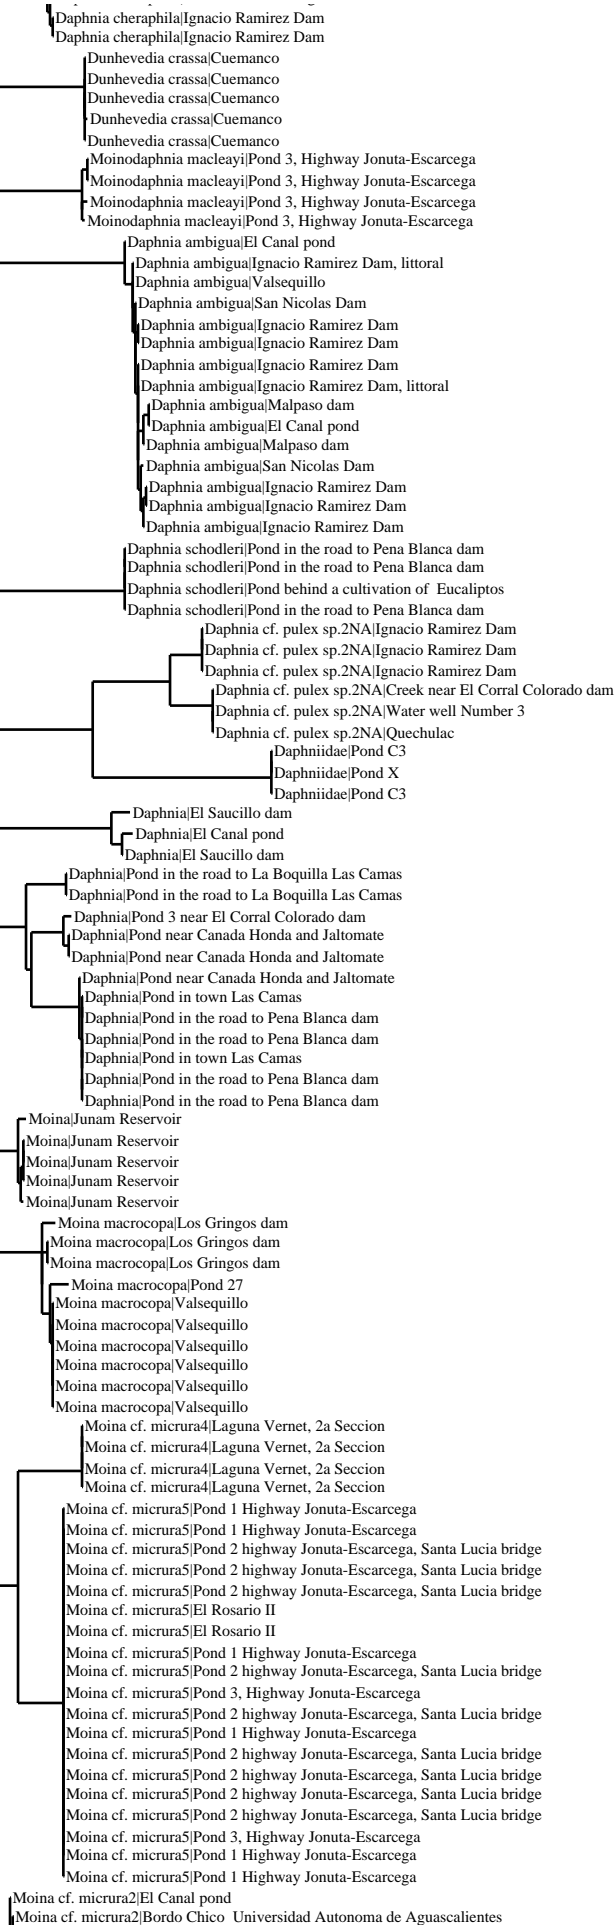 Daphnia cheraphila|Ignacio Ramirez Dam
Daphnia cheraphila|Ignacio Ramirez Dam
Dunhevedia crassa|Cuemanco
Dunhevedia crassa|Cuemanco
Dunhevedia crassa|Cuemanco
Dunhevedia crassa|Cuemanco
Dunhevedia crassa|Cuemanco
Moinodaphnia macleayi|Pond 3, Highway Jonuta-Escarcega
Moinodaphnia macleayi|Pond 3, Highway Jonuta-Escarcega
Moinodaphnia macleayi|Pond 3, Highway Jonuta-Escarcega
Moinodaphnia macleayi|Pond 3, Highway Jonuta-Escarcega
Daphnia ambigua|El Canal pond
Daphnia ambigua|Ignacio Ramirez Dam, littoral
Daphnia ambigua|Valsequillo
Daphnia ambigua|San Nicolas Dam
Daphnia ambigua|Ignacio Ramirez Dam
Daphnia ambigua|Ignacio Ramirez Dam
Daphnia ambigua|Ignacio Ramirez Dam
Daphnia ambigua|Ignacio Ramirez Dam, littoral
Daphnia ambigua|Malpaso dam
Daphnia ambigua|El Canal pond
Daphnia ambigua|Malpaso dam
Daphnia ambigua|San Nicolas Dam
Daphnia ambigua|Ignacio Ramirez Dam
Daphnia ambigua|Ignacio Ramirez Dam
Daphnia ambigua|Ignacio Ramirez Dam
Daphnia schodleri|Pond in the road to Pena Blanca dam
Daphnia schodleri|Pond in the road to Pena Blanca dam
Daphnia schodleri|Pond behind a cultivation of  Eucaliptos
Daphnia schodleri|Pond in the road to Pena Blanca dam
Daphnia cf. pulex sp.2NA|Ignacio Ramirez Dam
Daphnia cf. pulex sp.2NA|Ignacio Ramirez Dam
Daphnia cf. pulex sp.2NA|Ignacio Ramirez Dam
Daphnia cf. pulex sp.2NA|Creek near El Corral Colorado dam
Daphnia cf. pulex sp.2NA|Water well Number 3
Daphnia cf. pulex sp.2NA|Quechulac
Daphniidae|Pond C3
Daphniidae|Pond X
Daphniidae|Pond C3
Daphnia|El Saucillo dam
Daphnia|El Canal pond
Daphnia|El Saucillo dam
Daphnia|Pond in the road to La Boquilla Las Camas
Daphnia|Pond in the road to La Boquilla Las Camas
Daphnia|Pond 3 near El Corral Colorado dam
Daphnia|Pond near Canada Honda and Jaltomate
Daphnia|Pond near Canada Honda and Jaltomate
Daphnia|Pond near Canada Honda and Jaltomate
Daphnia|Pond in town Las Camas
Daphnia|Pond in the road to Pena Blanca dam
Daphnia|Pond in the road to Pena Blanca dam
Daphnia|Pond in town Las Camas
Daphnia|Pond in the road to Pena Blanca dam
Daphnia|Pond in the road to Pena Blanca dam
Moina|Junam Reservoir
Moina|Junam Reservoir
Moina|Junam Reservoir
Moina|Junam Reservoir
Moina|Junam Reservoir
Moina macrocopa|Los Gringos dam
Moina macrocopa|Los Gringos dam
Moina macrocopa|Los Gringos dam
Moina macrocopa|Pond 27
Moina macrocopa|Valsequillo
Moina macrocopa|Valsequillo
Moina macrocopa|Valsequillo
Moina macrocopa|Valsequillo
Moina macrocopa|Valsequillo
Moina macrocopa|Valsequillo
Moina cf. micrura4|Laguna Vernet, 2a Seccion
Moina cf. micrura4|Laguna Vernet, 2a Seccion
Moina cf. micrura4|Laguna Vernet, 2a Seccion
Moina cf. micrura4|Laguna Vernet, 2a Seccion
Moina cf. micrura5|Pond 1 Highway Jonuta-Escarcega
Moina cf. micrura5|Pond 1 Highway Jonuta-Escarcega
Moina cf. micrura5|Pond 2 highway Jonuta-Escarcega, Santa Lucia bridge
Moina cf. micrura5|Pond 2 highway Jonuta-Escarcega, Santa Lucia bridge
Moina cf. micrura5|Pond 2 highway Jonuta-Escarcega, Santa Lucia bridge
Moina cf. micrura5|El Rosario II
Moina cf. micrura5|El Rosario II
Moina cf. micrura5|Pond 1 Highway Jonuta-Escarcega
Moina cf. micrura5|Pond 2 highway Jonuta-Escarcega, Santa Lucia bridge
Moina cf. micrura5|Pond 3, Highway Jonuta-Escarcega
Moina cf. micrura5|Pond 2 highway Jonuta-Escarcega, Santa Lucia bridge
Moina cf. micrura5|Pond 1 Highway Jonuta-Escarcega
Moina cf. micrura5|Pond 2 highway Jonuta-Escarcega, Santa Lucia bridge
Moina cf. micrura5|Pond 2 highway Jonuta-Escarcega, Santa Lucia bridge
Moina cf. micrura5|Pond 2 highway Jonuta-Escarcega, Santa Lucia bridge
Moina cf. micrura5|Pond 2 highway Jonuta-Escarcega, Santa Lucia bridge
Moina cf. micrura5|Pond 3, Highway Jonuta-Escarcega
Moina cf. micrura5|Pond 1 Highway Jonuta-Escarcega
Moina cf. micrura5|Pond 1 Highway Jonuta-Escarcega
Moina cf. micrura2|El Canal pond
Moina cf. micrura2|Bordo Chico  Universidad Autonoma de Aguascalientes